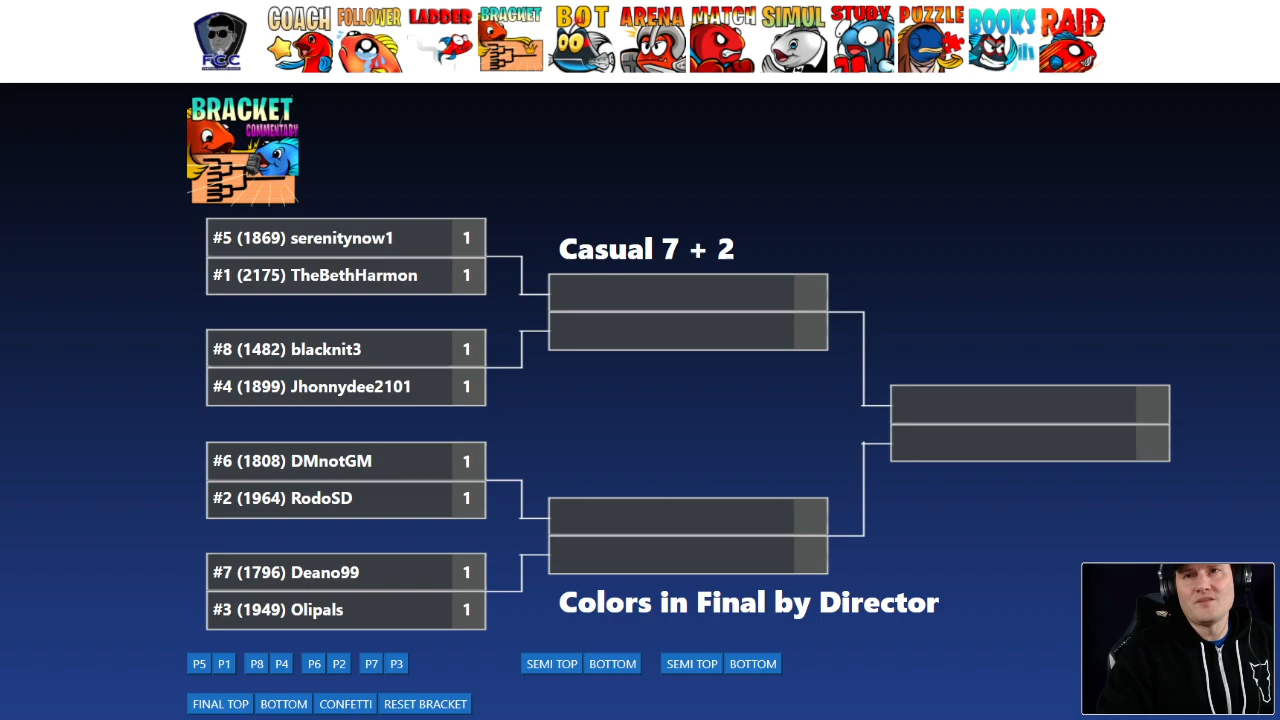 COACH FOLLOWER LADDER BRACKET BOT ARENA MATCH SIMUL STUDY PUZZLE BOOKS RAID
FCC
BRACKET
COMMENTARY
#5 (1869) serenitynow1 1
#1 (2175) TheBethHarmon 1
Casual 7 + 2
#8 (1482) blacknit3 1
#4 (1899) Jhonnydee2101 1
#6 (1808) DMnotGM 1
#2 (1964) RodoSD 1
#7 (1796) Deano99 1
#3 (1949) Olipals 1
Colors in Final by Director
P5 P1 P8 P4 P6 P2 P7 P3 SEMI TOP BOTTOM SEMI TOP BOTTOM
FINAL TOP BOTTOM CONFETTI RESET BRACKET